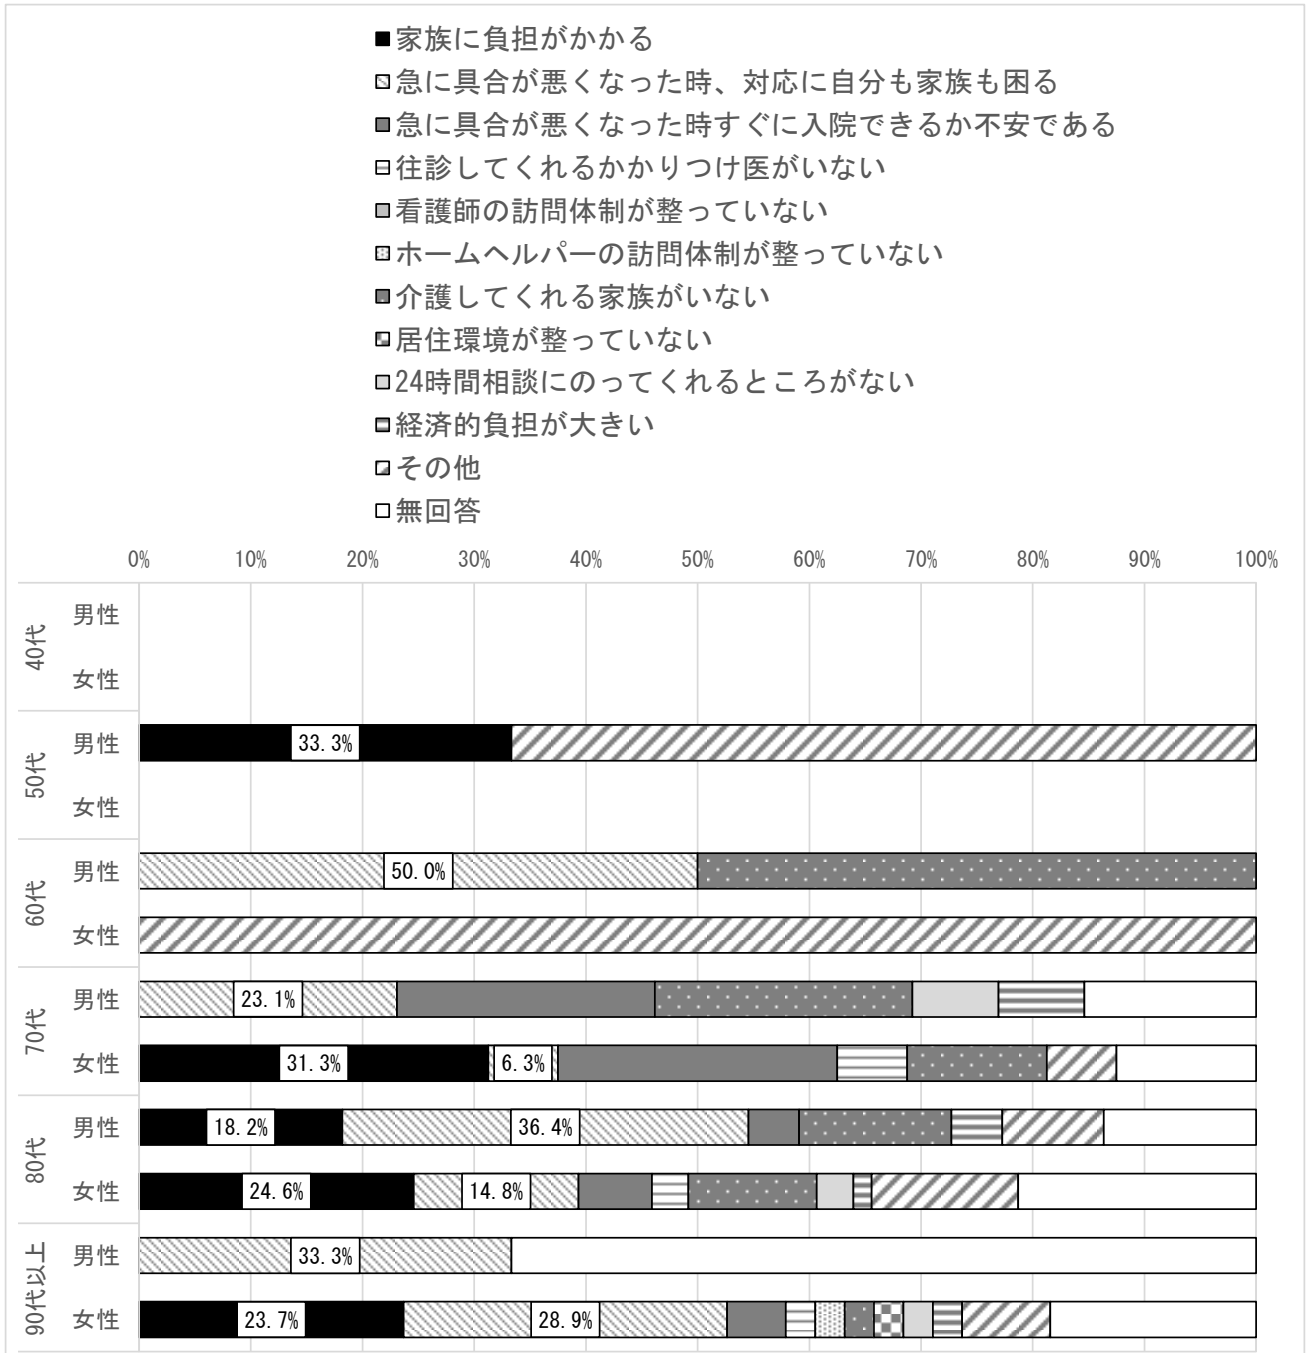 家族に負担がかかる
急に具合が悪くなった時、対応に自分も家族も困る
急に具合が悪くなった時すぐに入院できるか不安である
往診してくれるかかりつけ医がいない
看護師の訪問体制が整っていない
ホームヘルパーの訪問体制が整っていない
介護してくれる家族がいない
居住環境が整っていない
24時間相談にのってくれるところがない
経済的負担が大きい
その他
無回答
0% 10% 20% 30% 40% 50% 60% 70% 80% 90% 100%
40代
男性
女性
50代
男性 33.3%
女性
60代
男性 50.0%
女性
70代
男性 23.1%
女性 31.3% 6.3%
80代
男性 18.2% 36.4%
女性 24.6% 14.8%
90代以上
男性 33.3%
女性 23.7% 28.9%